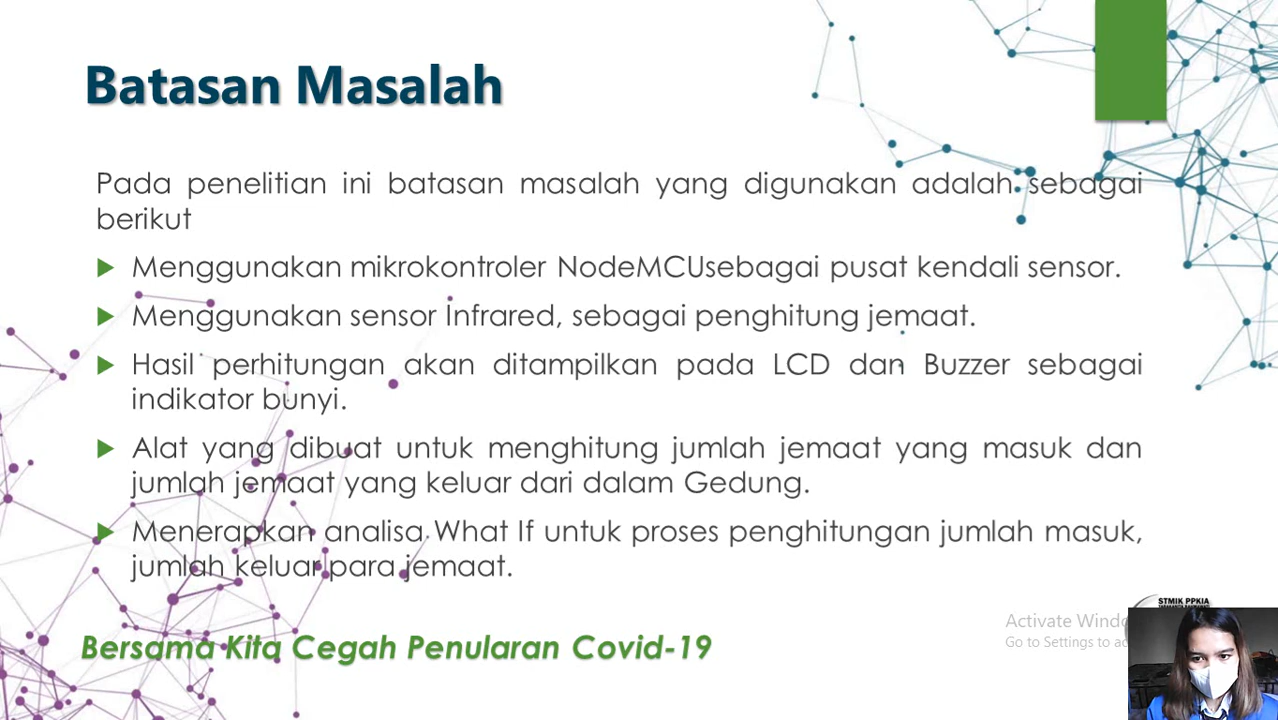 Batasan Masalah
Pada penelitian ini batasan masalah yang digunakan adalah sebagai
berikut
Menggunakan mikrokontroler NodeMCUsebagai pusat kendali sensor.
Menggunakan sensor Infrared, sebagai penghitung jemaat.
Hasil perhitungan akan ditampilkan pada LCD dan Buzzer sebagai
indikator bunyi.
Alat yang dibuat untuk menghitung jumlah jemaat yang masuk dan
jumlah jemaat yang keluar dari dalam Gedung.
Menerapkan analisa What If untuk proses penghitungan jumlah masuk,
jumlah keluar para jemaat.
STMIK PPKIA
Activate
Go to Settings to
Bersama Kita Cegah Penularan Covid-19